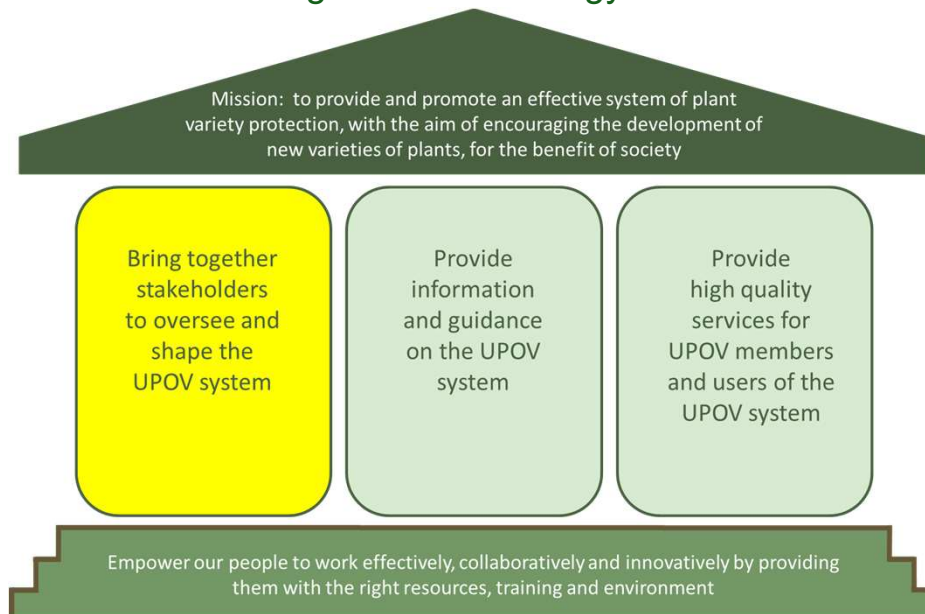 Mission: to provide and promote an effective system of plant
variety protection, with the aim of encouraging the development of
new varieties of plants, for the benefit of society
Bring together
stakeholders
to oversee and
shape the
UPOV system
Provide
information
and guidance
on the UPOV
system
Provide
high quality
services for
UPOV members
and users of the
UPOV system
Empower our people to work effectively, collaboratively and innovatively by providing
them with the right resources, training and environment